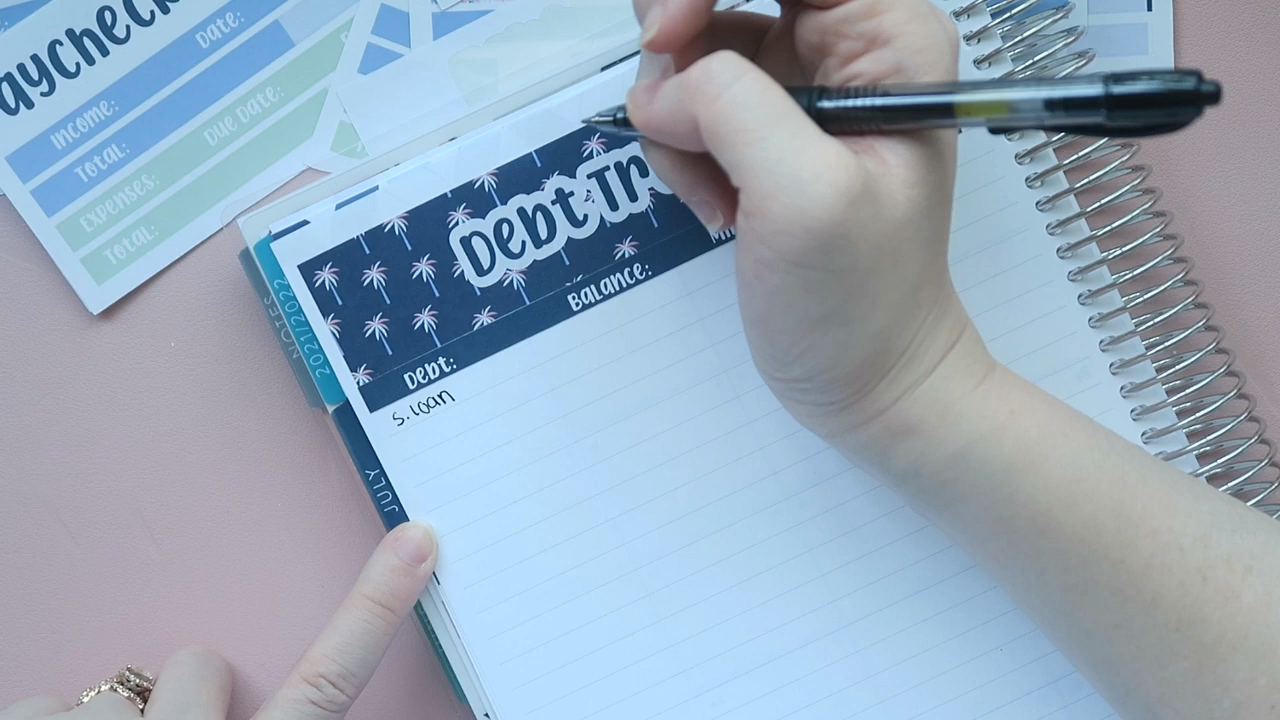 aycheck
Date:
Income:
Total:
Due Date:
Expenses:
Total:
Debt Tr
Balance:
Debt:
S. Loan
NOTES
2021/2022
JULY